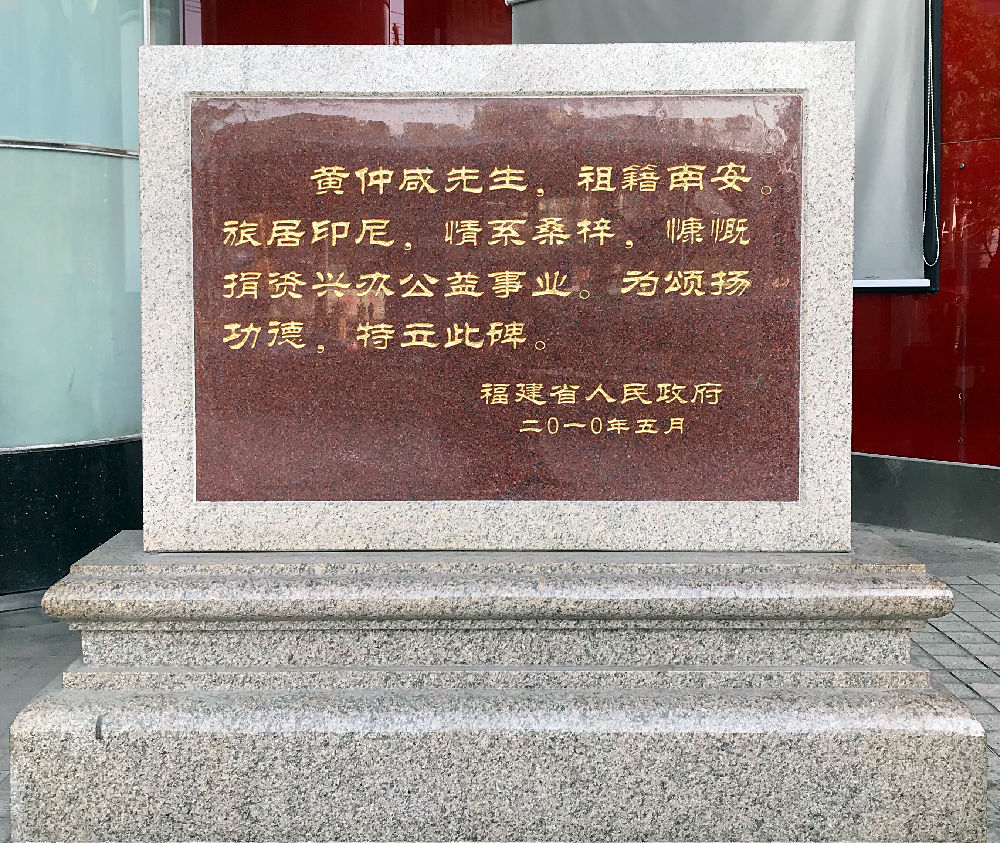 黄仲咸先生，祖籍南安。
旅居印尼，情系桑梓，慷慨
捐资兴办公益事业。为颂扬
功德，特立此碑。
福建省人民政府
二0一0年五月